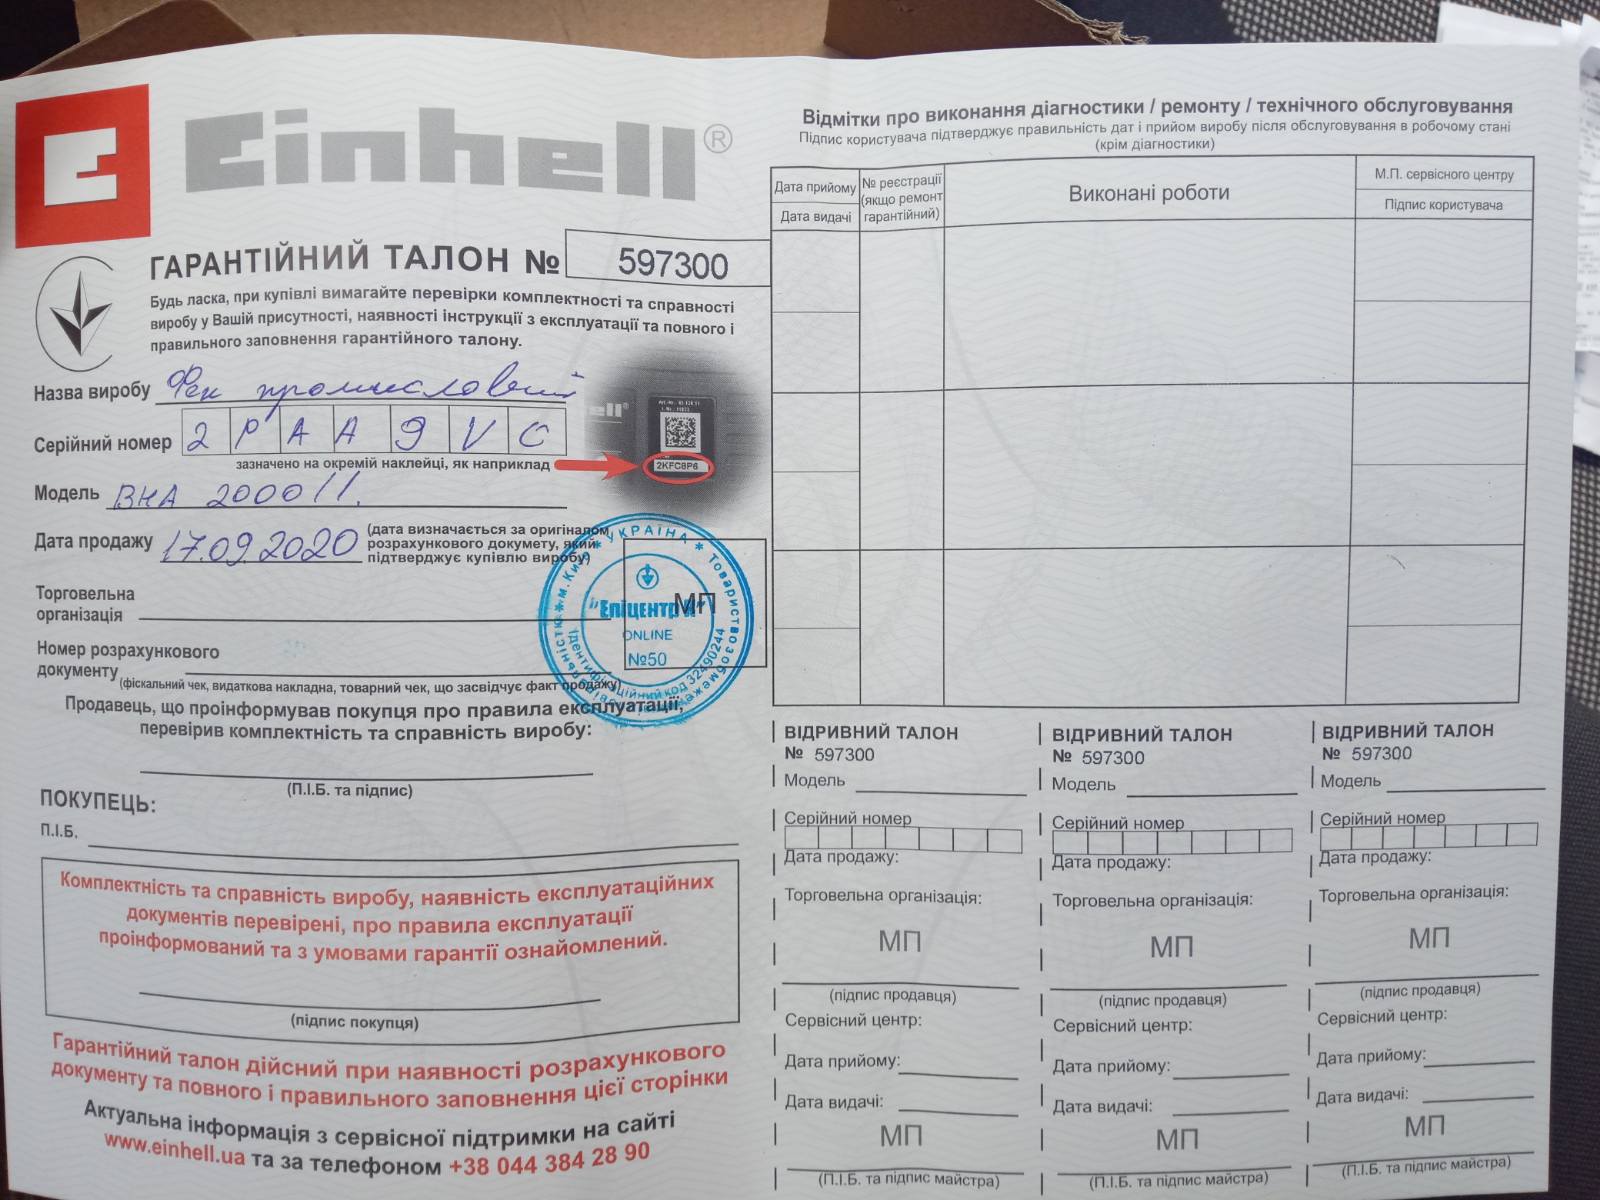 Einhell®
ГАРАНТІЙНИЙ ТАЛОН № 597300
Будь ласка, при купівлі вимагайте перевірки комплектності та справності
виробу у Вашій присутності, наявності інструкції з експлуатації та повного і
правильного заповнення гарантійного талону.
Назва виробу Фен промисловий
Серійний номер 2 P A A 9 V C
зазначено на окремій наклейці, як наприклад
2KFC8P6
Модель BHA 2000/1.
Дата продажу 17.09.2020 (дата визначається за оригіналом
розрахункового докумету, який
підтверджує купівлю виробу)
Торговельна
організація
МП
УКРАЇНА * Товариство
м. Київ
"Епіцентр К"
ONLINE
№50
Ідентифікаційний код 32490244
Номер розрахункового
документу
(фіскальний чек, видаткова накладна, товарний чек, що засвідчує факт продажу)
Продавець, що проінформував покупця про правила експлуатації,
перевірив комплектність та справність виробу:
(П.І.Б. та підпис)
ПОКУПЕЦЬ:
П.І.Б.
Комплектність та справність виробу, наявність експлуатаційних
документів перевірені, про правила експлуатації
проінформований та з умовами гарантії ознайомлений.
(підпис покупця)
Гарантійний талон дійсний при наявності розрахункового
документу та повного і правильного заповнення цієї сторінки
Актуальна інформація з сервісної підтримки на сайті
www.einhell.ua та за телефоном +38 044 384 28 90
Відмітки про виконання діагностики / ремонту / технічного обслуговування
Підпис користувача підтверджує правильність дат і прийом виробу після обслуговування в робочому стані
(крім діагностики)
Дата прийому
Дата видачі
№ реєстрації
(якщо ремонт
гарантійний)
Виконані роботи
М.П. сервісного центру
Підпис користувача
ВІДРИВНИЙ ТАЛОН
№ 597300
Модель
Серійний номер
Дата продажу:
Торговельна організація:
МП
(підпис продавця)
Сервісний центр:
Дата прийому:
Дата видачі:
МП
(П.І.Б. та підпис майстра)
ВІДРИВНИЙ ТАЛОН
№ 597300
Модель
Серійний номер
Дата продажу:
Торговельна організація:
МП
(підпис продавця)
Сервісний центр:
Дата прийому:
Дата видачі:
МП
(П.І.Б. та підпис майстра)
ВІДРИВНИЙ ТАЛОН
№ 597300
Модель
Серійний номер
Дата продажу:
Торговельна організація:
МП
(підпис продавця)
Сервісний центр:
Дата прийому:
Дата видачі:
МП
(П.І.Б. та підпис майстра)